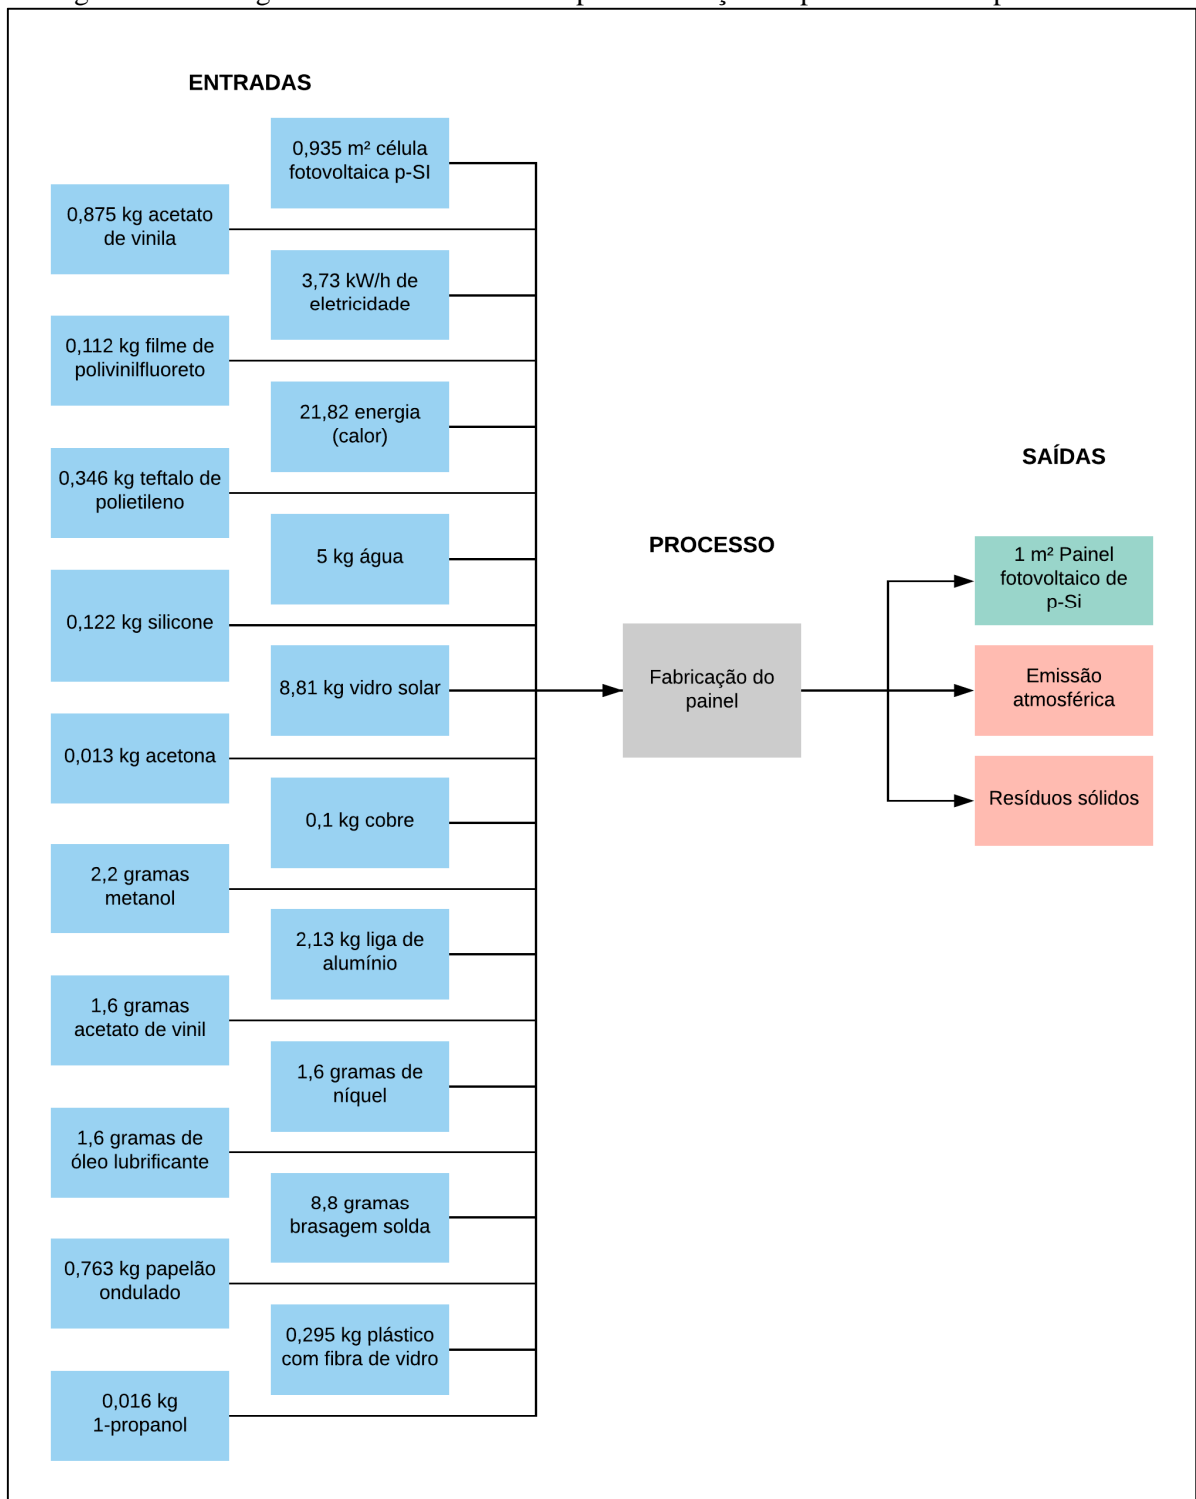 ENTRADAS
0,935 m² célula
fotovoltaica p-SI
0,875 kg acetato
de vinila
3,73 kW/h de
eletricidade
0,112 kg filme de
polivinilfluoreto
21,82 energia
(calor)
0,346 kg teftalo de
polietileno
5 kg água
0,122 kg silicone
8,81 kg vidro solar
0,013 kg acetona
0,1 kg cobre
2,2 gramas
metanol
2,13 kg liga de
alumínio
1,6 gramas
acetato de vinil
1,6 gramas de
níquel
1,6 gramas de
óleo lubrificante
8,8 gramas
brasagem solda
0,763 kg papelão
ondulado
0,295 kg plástico
com fibra de vidro
0,016 kg
1-propanol
PROCESSO
Fabricação do
painel
SAÍDAS
1 m² Painel
fotovoltaico de
p-Si
Emissão
atmosférica
Resíduos sólidos